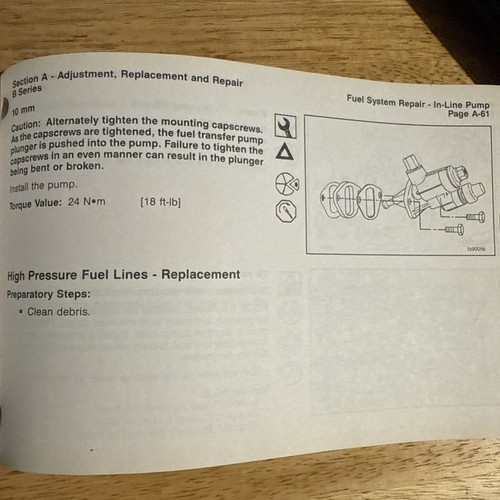 Section A - Adjustment, Replacement and Repair
B Series
Fuel System Repair - In-Line Pump
Page A-61
10 mm
Caution: Alternately tighten the mounting capscrews.
As the capscrews are tightened, the fuel transfer pump
plunger is pushed into the pump. Failure to tighten the
capscrews in an even manner can result in the plunger
being bent or broken.
Install the pump.
Torque Value: 24 N•m [18 ft-lb]
High Pressure Fuel Lines - Replacement
Preparatory Steps:
• Clean debris.